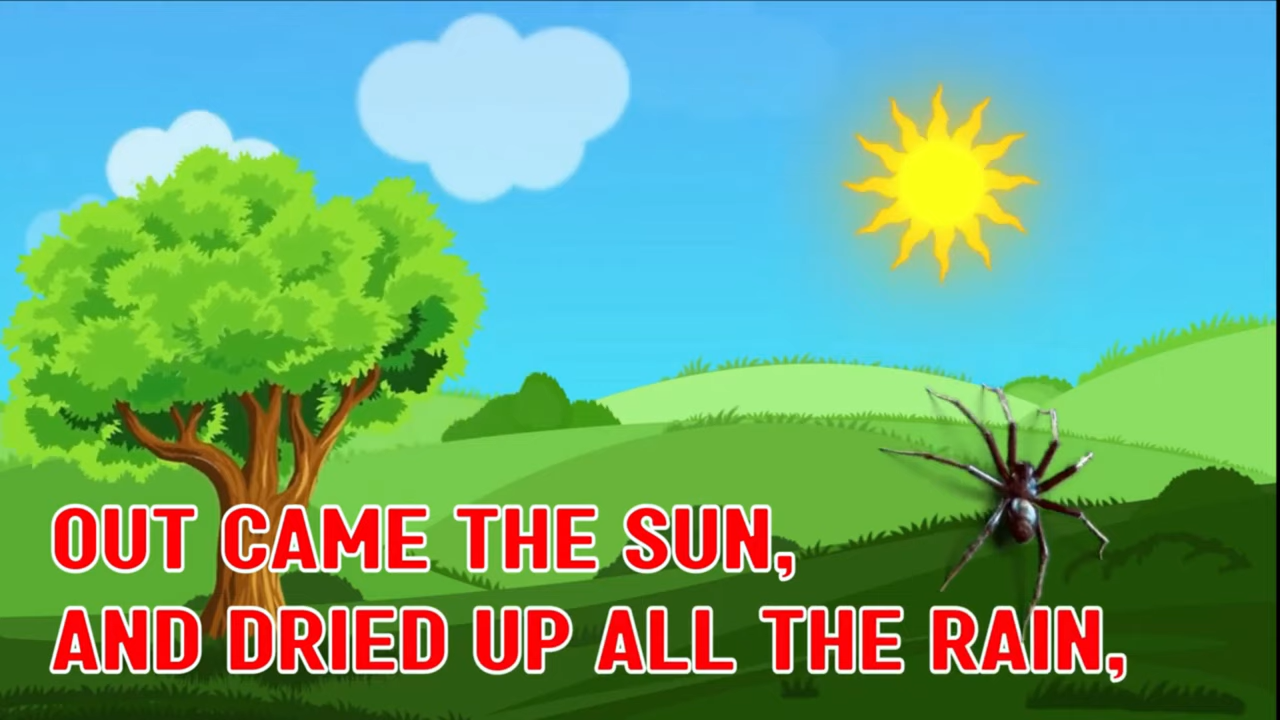 OUT CAME THE SUN,
AND DRIED UP ALL THE RAIN,